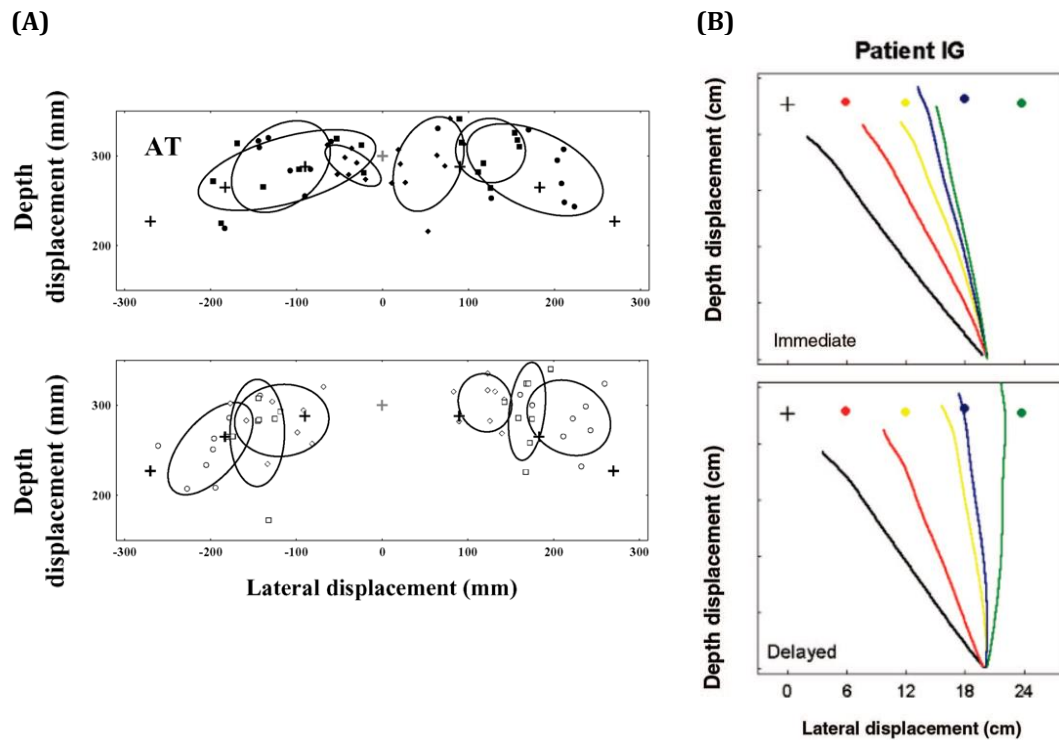 (A)
AT
Depth
displacement (mm)
300
200
-300 -200 -100 0 100 200 300
Depth
displacement (mm)
300
200
-300 -200 -100 0 100 200 300
Lateral displacement (mm)
(B)
Patient IG
Depth displacement (cm)
Immediate
Depth displacement (cm)
Delayed
0 6 12 18 24
Lateral displacement (cm)